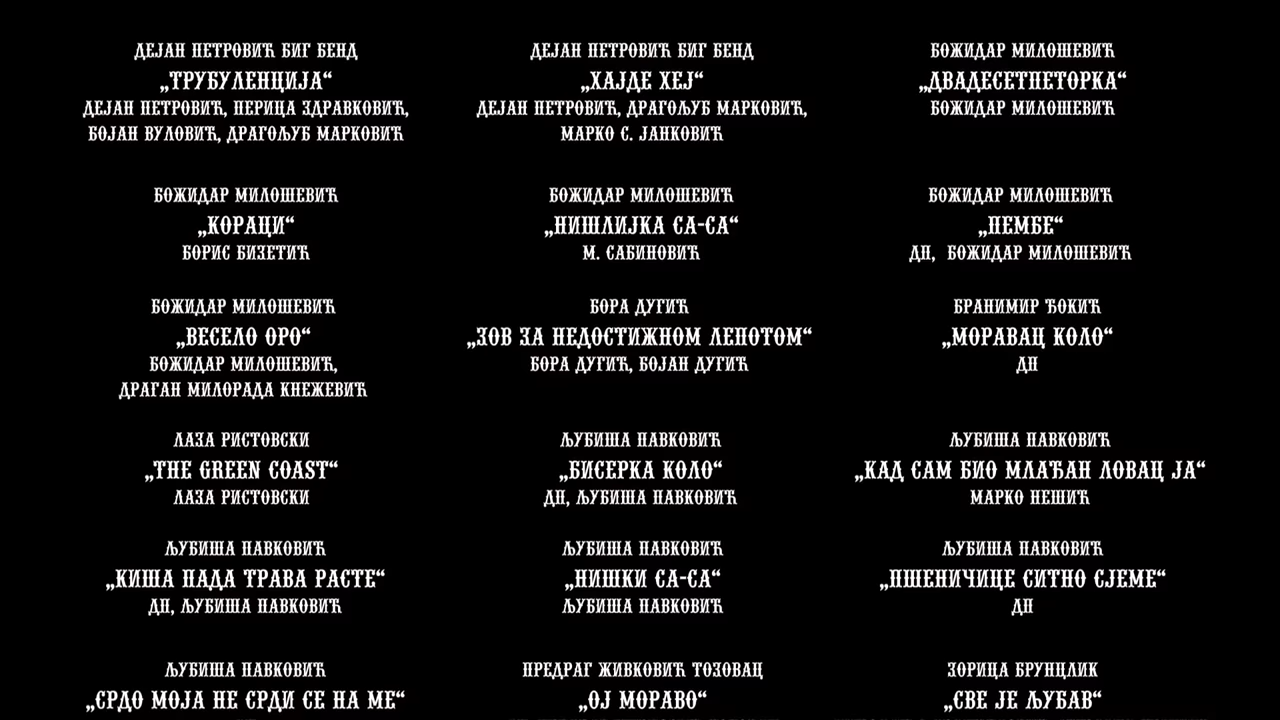 ДЕЈАН ПЕТРОВИЋ БИГ БЕНД
„ТРУБУЛЕНЦИЈА“
ДЕЈАН ПЕТРОВИЋ, ПЕРИЦА ЗДРАВКОВИЋ,
БОЈАН ВУЛОВИЋ, ДРАГОЉУБ МАРКОВИЋ
ДЕЈАН ПЕТРОВИЋ БИГ БЕНД
„ХАЈДЕ ХЕЈ“
ДЕЈАН ПЕТРОВИЋ, ДРАГОЉУБ МАРКОВИЋ,
МАРКО С. ЈАНКОВИЋ
БОЖИДАР МИЛОШЕВИЋ
„ДВАДЕСЕТПЕТОРКА“
БОЖИДАР МИЛОШЕВИЋ
БОЖИДАР МИЛОШЕВИЋ
„КОРАЦИ“
БОРИС БИЗЕТИЋ
БОЖИДАР МИЛОШЕВИЋ
„НИШЛИЈКА СА-СА“
М. САБИНОВИЋ
БОЖИДАР МИЛОШЕВИЋ
„ПЕМБЕ“
ДП, БОЖИДАР МИЛОШЕВИЋ
БОЖИДАР МИЛОШЕВИЋ
„ВЕСЕЛО ОРО“
БОЖИДАР МИЛОШЕВИЋ,
ДРАГАН МИЛОРАДА КНЕЖЕВИЋ
БОРА ДУГИЋ
„ЗОВ ЗА НЕДОСТИЖНОМ ЛЕПОТОМ“
БОРА ДУГИЋ, БОЈАН ДУГИЋ
БРАНИМИР ЂОКИЋ
„МОРАВАЦ КОЛО“
ДП
ЛАЗА РИСТОВСКИ
„THE GREEN COAST“
ЛАЗА РИСТОВСКИ
ЉУБИША ПАВКОВИЋ
„БИСЕРКА КОЛО“
ДП, ЉУБИША ПАВКОВИЋ
ЉУБИША ПАВКОВИЋ
„КАД САМ БИО МЛАЂАН ЛОВАЦ ЈА“
МАРКО НЕШИЋ
ЉУБИША ПАВКОВИЋ
„КИША ПАДА ТРАВА РАСТЕ“
ДП, ЉУБИША ПАВКОВИЋ
ЉУБИША ПАВКОВИЋ
„НИШКИ СА-СА“
ЉУБИША ПАВКОВИЋ
ЉУБИША ПАВКОВИЋ
„ПШЕНИЧИЦЕ СИТНО СЈЕМЕ“
ДП
ЉУБИША ПАВКОВИЋ
„СРДО МОЈА НЕ СРДИ СЕ НА МЕ“
ПРЕДРАГ ЖИВКОВИЋ ТОЗОВАЦ
„ОЈ МОРАВО“
ЗОРИЦА БРУНЦЛИК
„СВЕ ЈЕ ЉУБАВ“